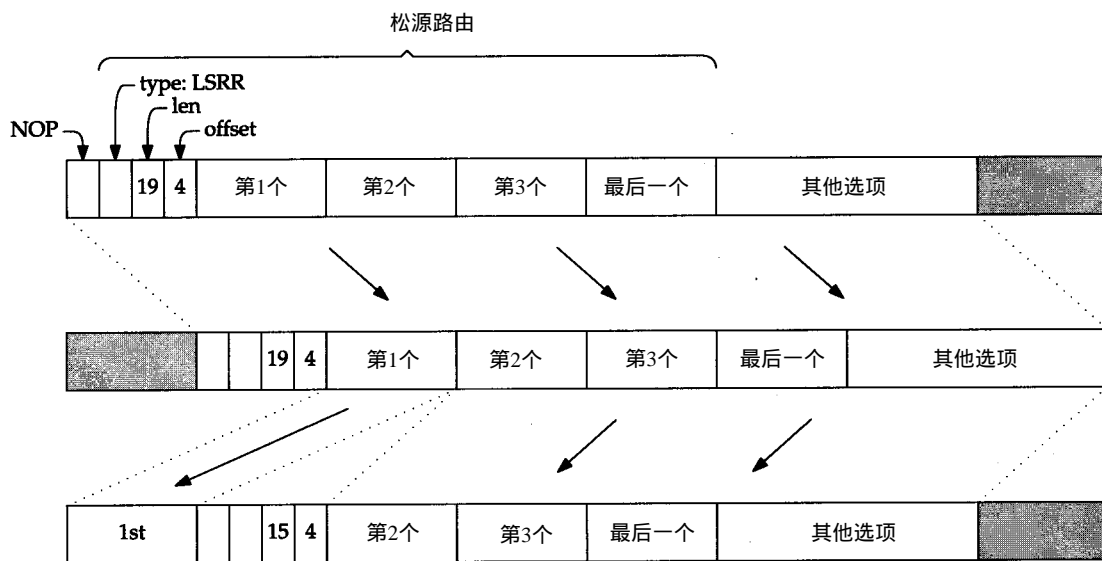 松源路由
type: LSRR
len
NOP
offset
19 4 第1个 第2个 第3个 最后一个 其他选项
19 4 第1个 第2个 第3个 最后一个 其他选项
1st 15 4 第2个 第3个 最后一个 其他选项